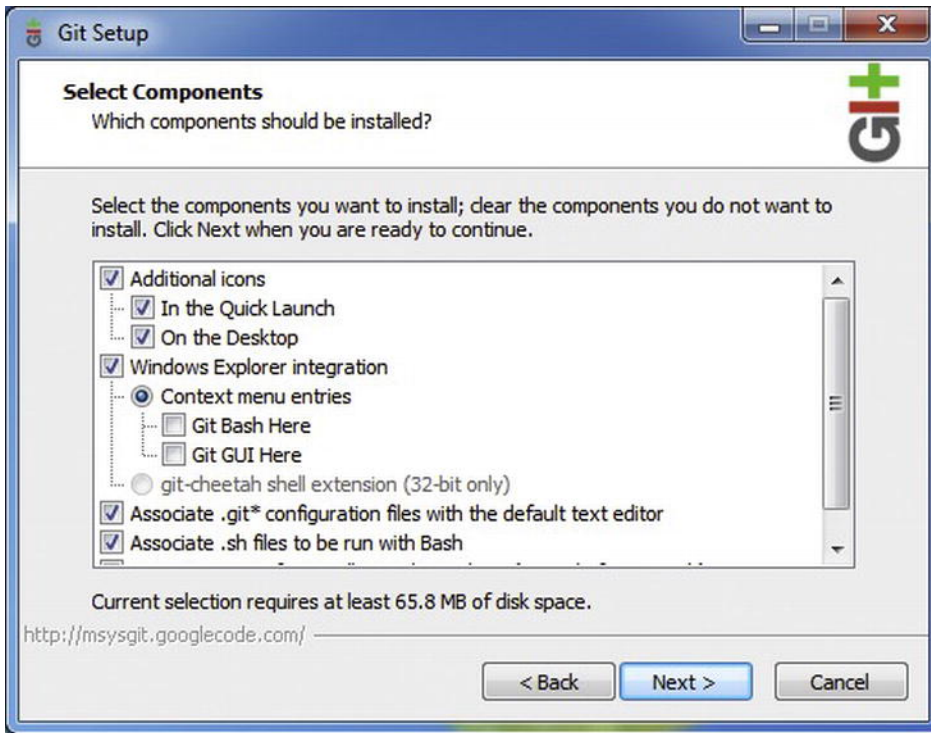 Git Setup
Select Components
Which components should be installed?
Git
Select the components you want to install; clear the components you do not want to
install. Click Next when you are ready to continue.
Additional icons
In the Quick Launch
On the Desktop
Windows Explorer integration
Context menu entries
Git Bash Here
Git GUI Here
git-cheetah shell extension (32-bit only)
Associate .git* configuration files with the default text editor
Associate .sh files to be run with Bash
Current selection requires at least 65.8 MB of disk space.
http://msysgit.googlecode.com/
< Back
Next >
Cancel